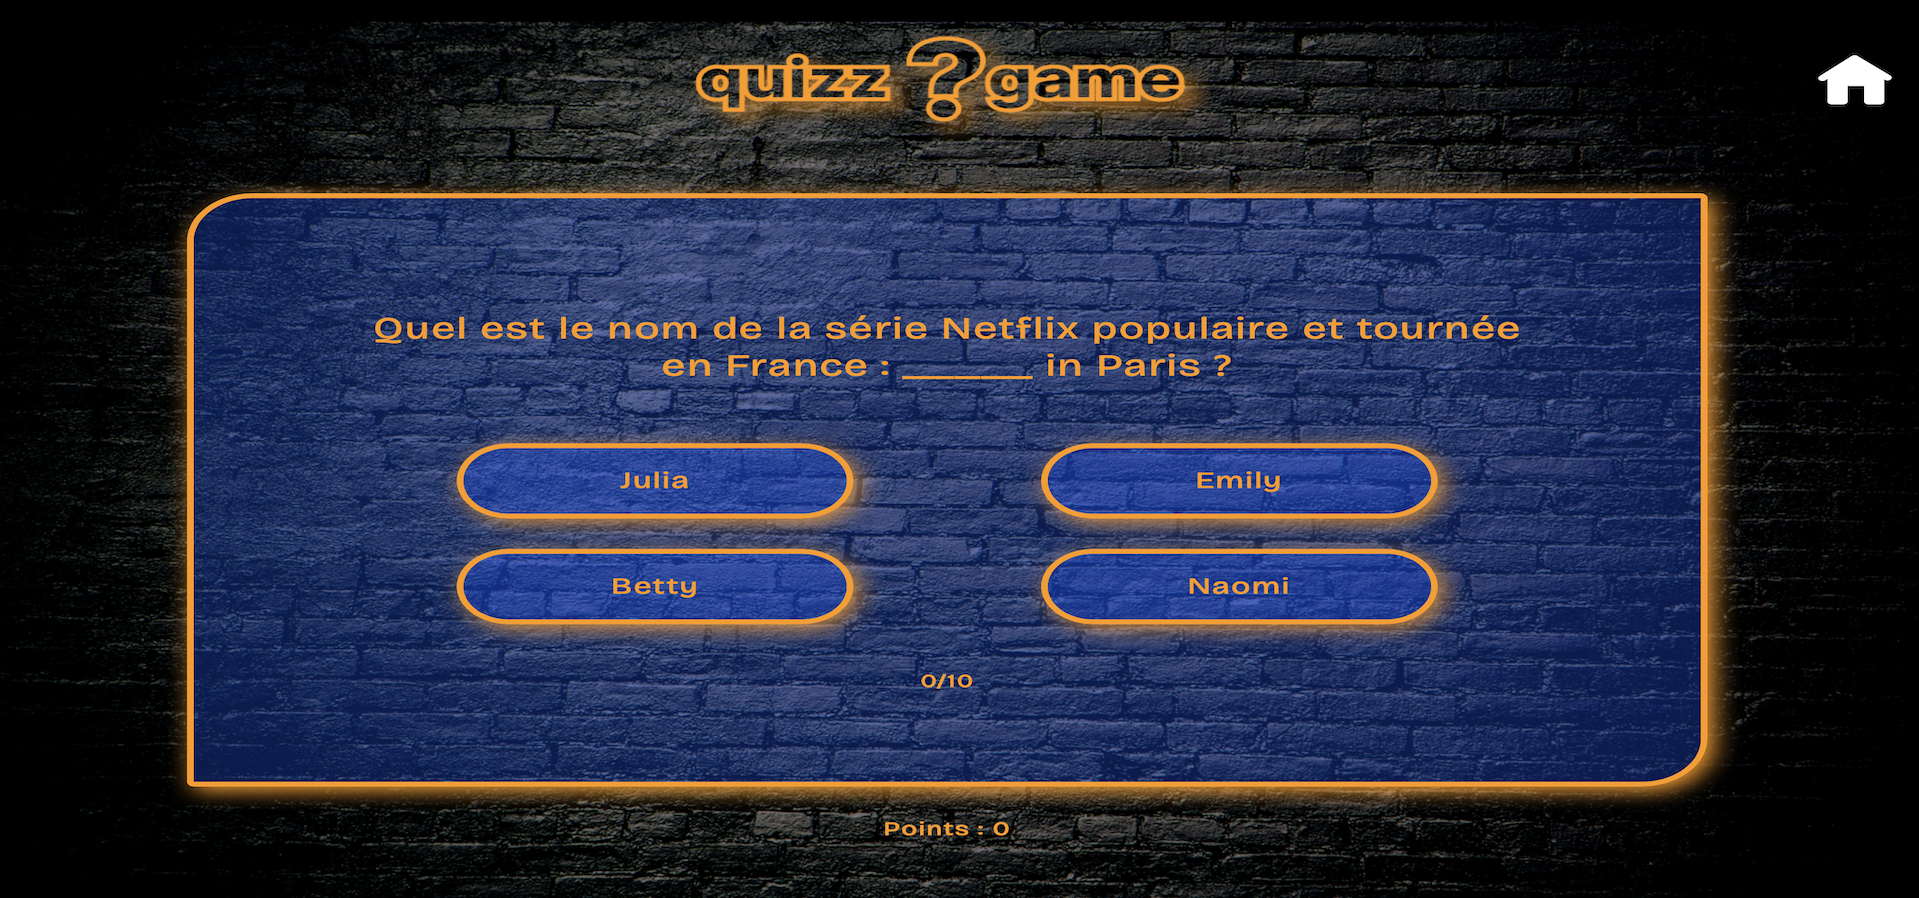 quizz ? game
Quel est le nom de la série Netflix populaire et tournée
en France : ______ in Paris ?
Julia
Emily
Betty
Naomi
0/10
Points : 0